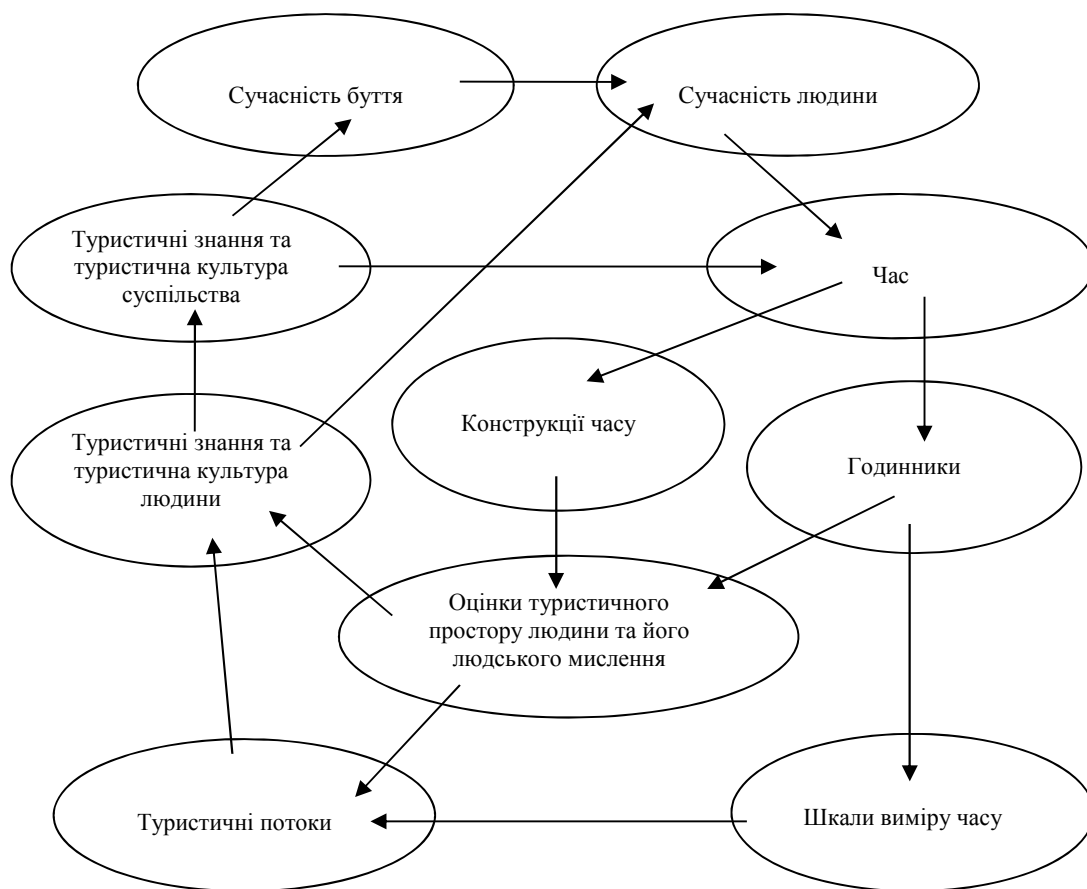 Сучасність буття
Сучасність людини
Туристичні знання та
туристична культура
суспільства
Час
Конструкції часу
Туристичні знання та
туристична культура
людини
Годинники
Оцінки туристичного
простору людини та його
людського мислення
Туристичні потоки
Шкали виміру часу